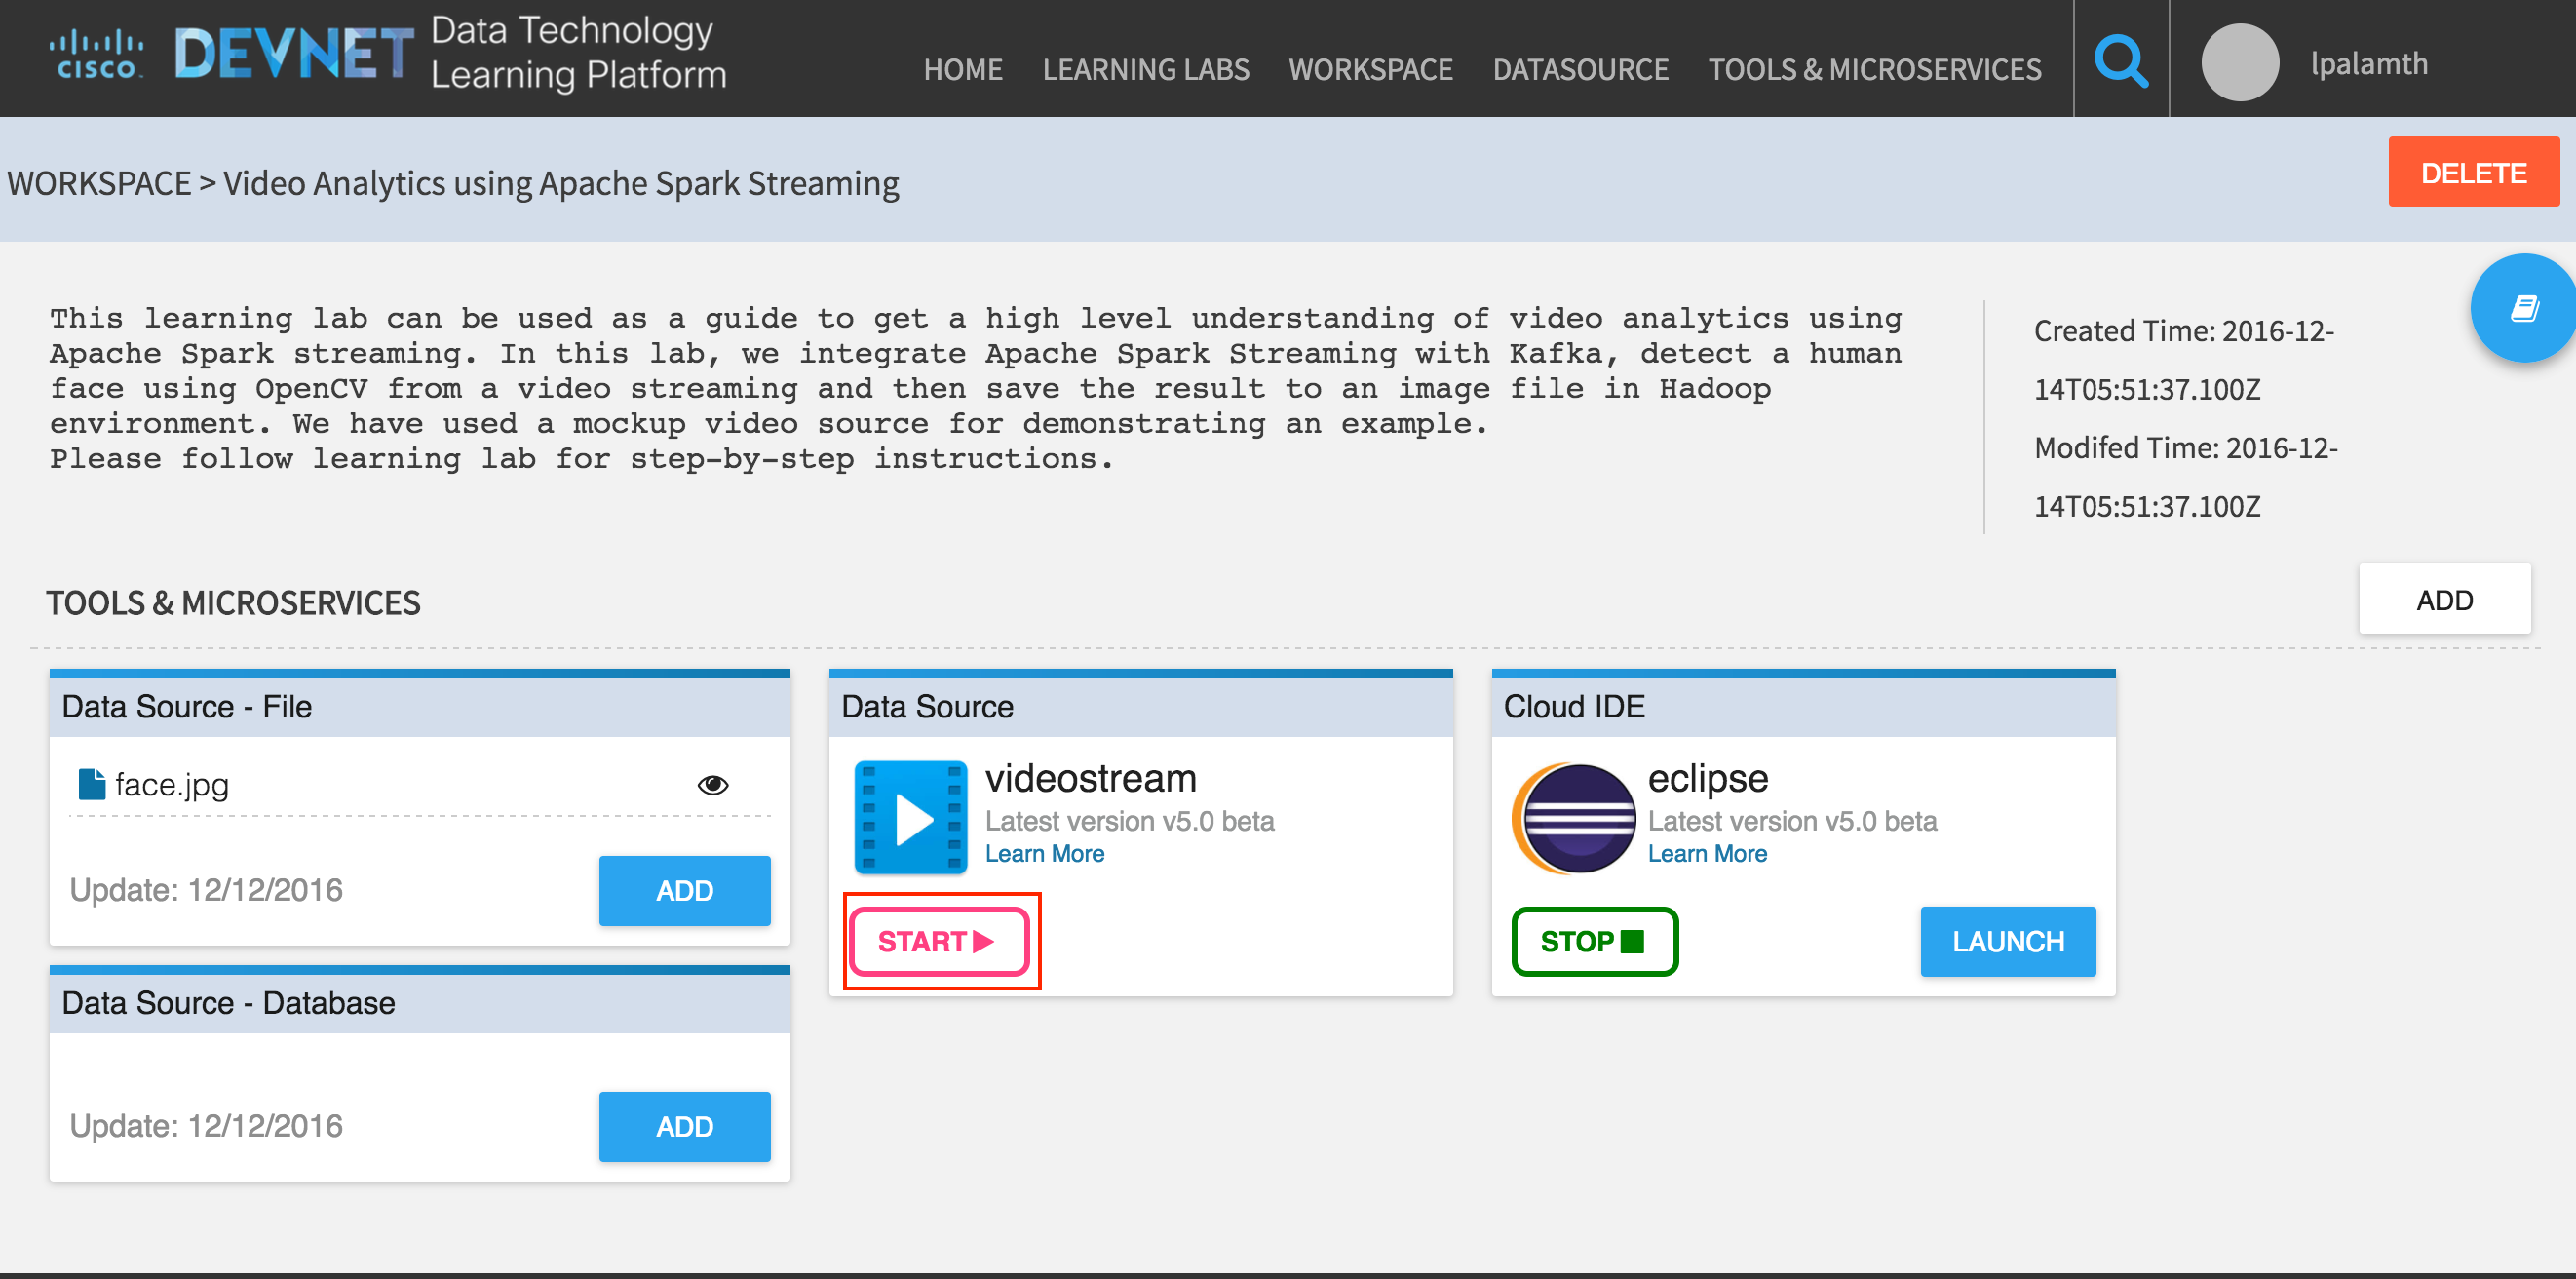 CISCO
DEVNET
Data Technology
Learning Platform
HOME
LEARNING LABS
WORKSPACE
DATASOURCE
TOOLS & MICROSERVICES
lpalamth
WORKSPACE > Video Analytics using Apache Spark Streaming
DELETE
This learning lab can be used as a guide to get a high level understanding of video analytics using
Apache Spark streaming. In this lab, we integrate Apache Spark Streaming with Kafka, detect a human
face using OpenCV from a video streaming and then save the result to an image file in Hadoop
environment. We have used a mockup video source for demonstrating an example.
Please follow learning lab for step-by-step instructions.
Created Time: 2016-12-
14T05:51:37.100Z
Modifed Time: 2016-12-
14T05:51:37.100Z
TOOLS & MICROSERVICES
ADD
Data Source - File
face.jpg
Update: 12/12/2016
ADD
Data Source - Database
Update: 12/12/2016
ADD
Data Source
videostream
Latest version v5.0 beta
Learn More
START
Cloud IDE
eclipse
Latest version v5.0 beta
Learn More
STOP
LAUNCH